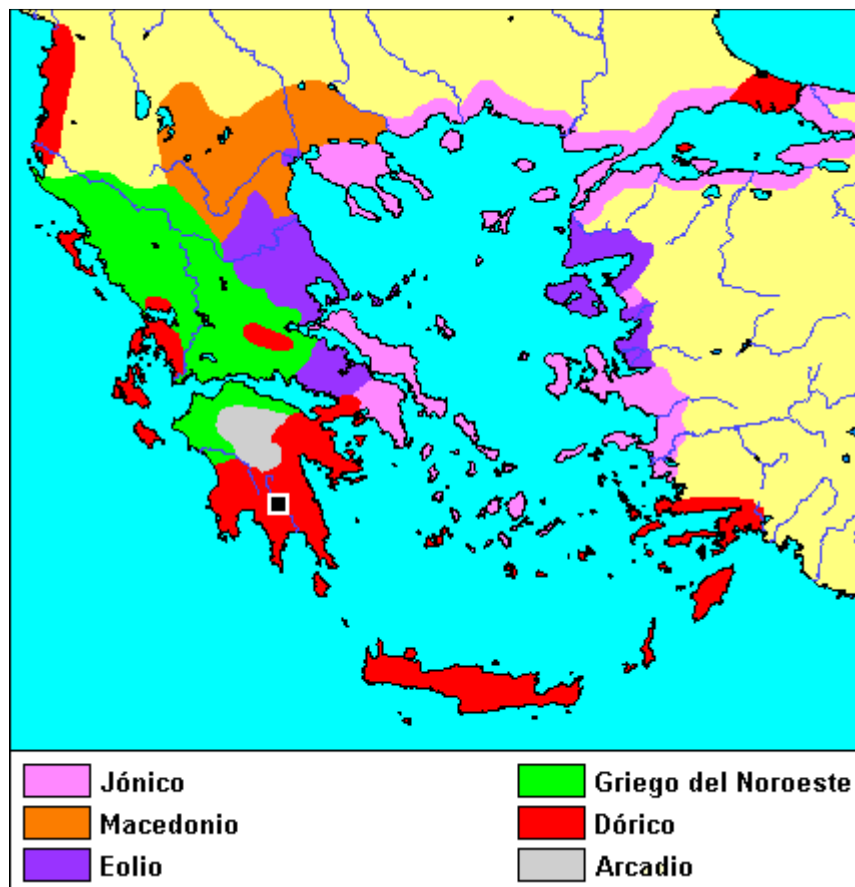 Jónico
Macedonio
Eolio
Griego del Noroeste
Dórico
Arcadio